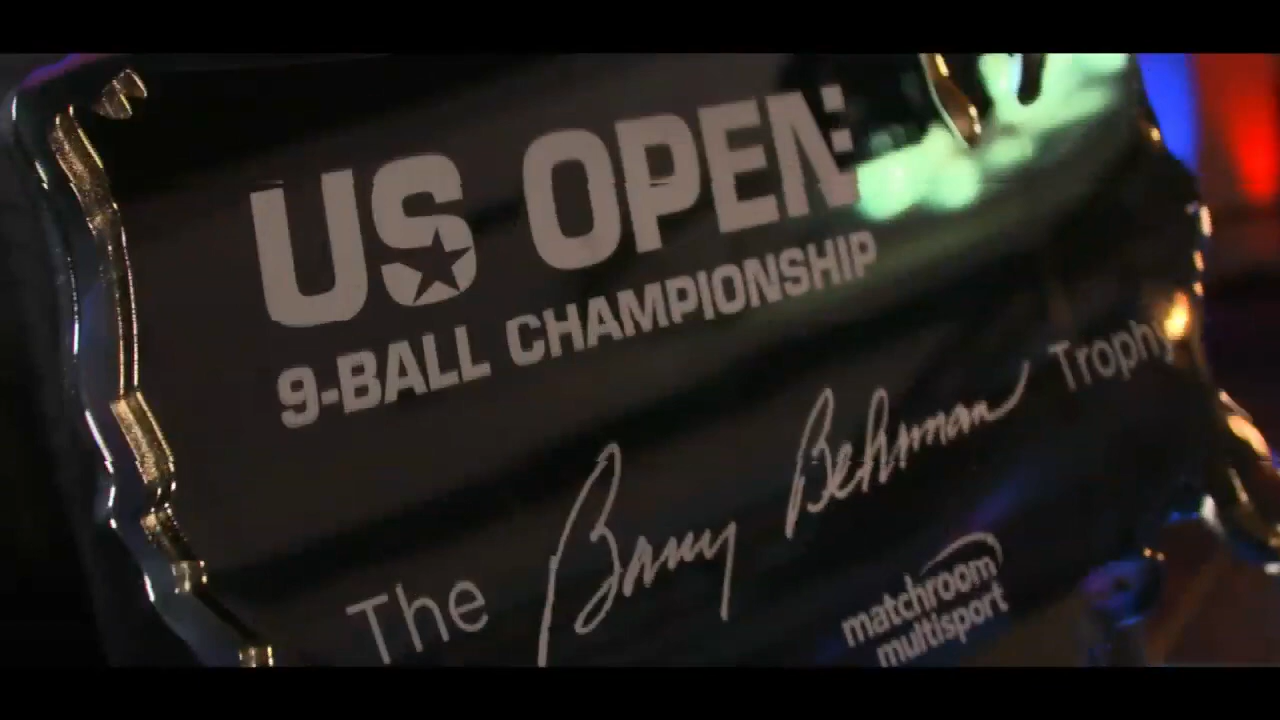 US OPEN
9-BALL CHAMPIONSHIP
The Barry Behrman Trophy
matchroom
multisport